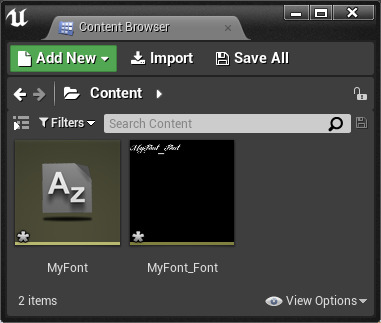 Content Browser
Add New Import Save All
Content
Filters Search Content
AZ
MyFont_Font
MyFont MyFont_Font
2 items View Options